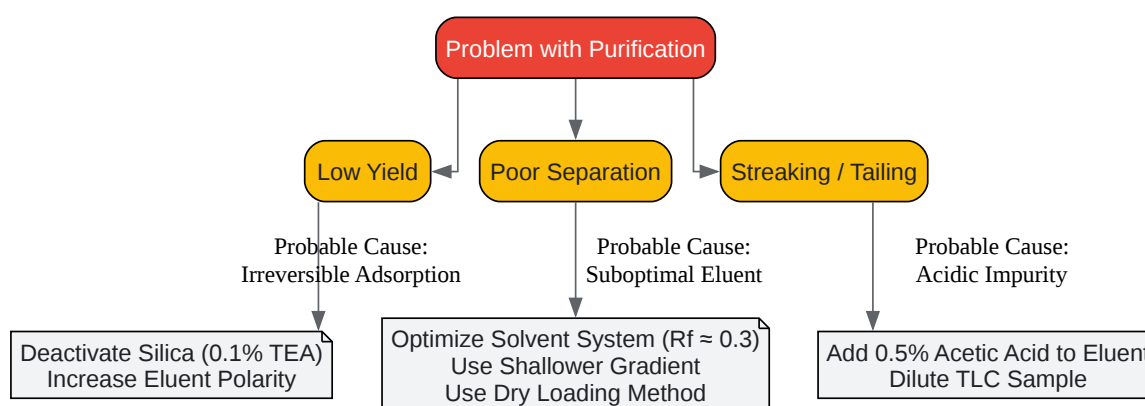 Problem with Purification
Low Yield
Poor Separation
Streaking / Tailing
Probable Cause:
Irreversible Adsorption
Probable Cause:
Suboptimal Eluent
Probable Cause:
Acidic Impurity
Deactivate Silica (0.1% TEA)
Increase Eluent Polarity
Optimize Solvent System (Rf ≈ 0.3)
Use Shallower Gradient
Use Dry Loading Method
Add 0.5% Acetic Acid to Eluent
Dilute TLC Sample